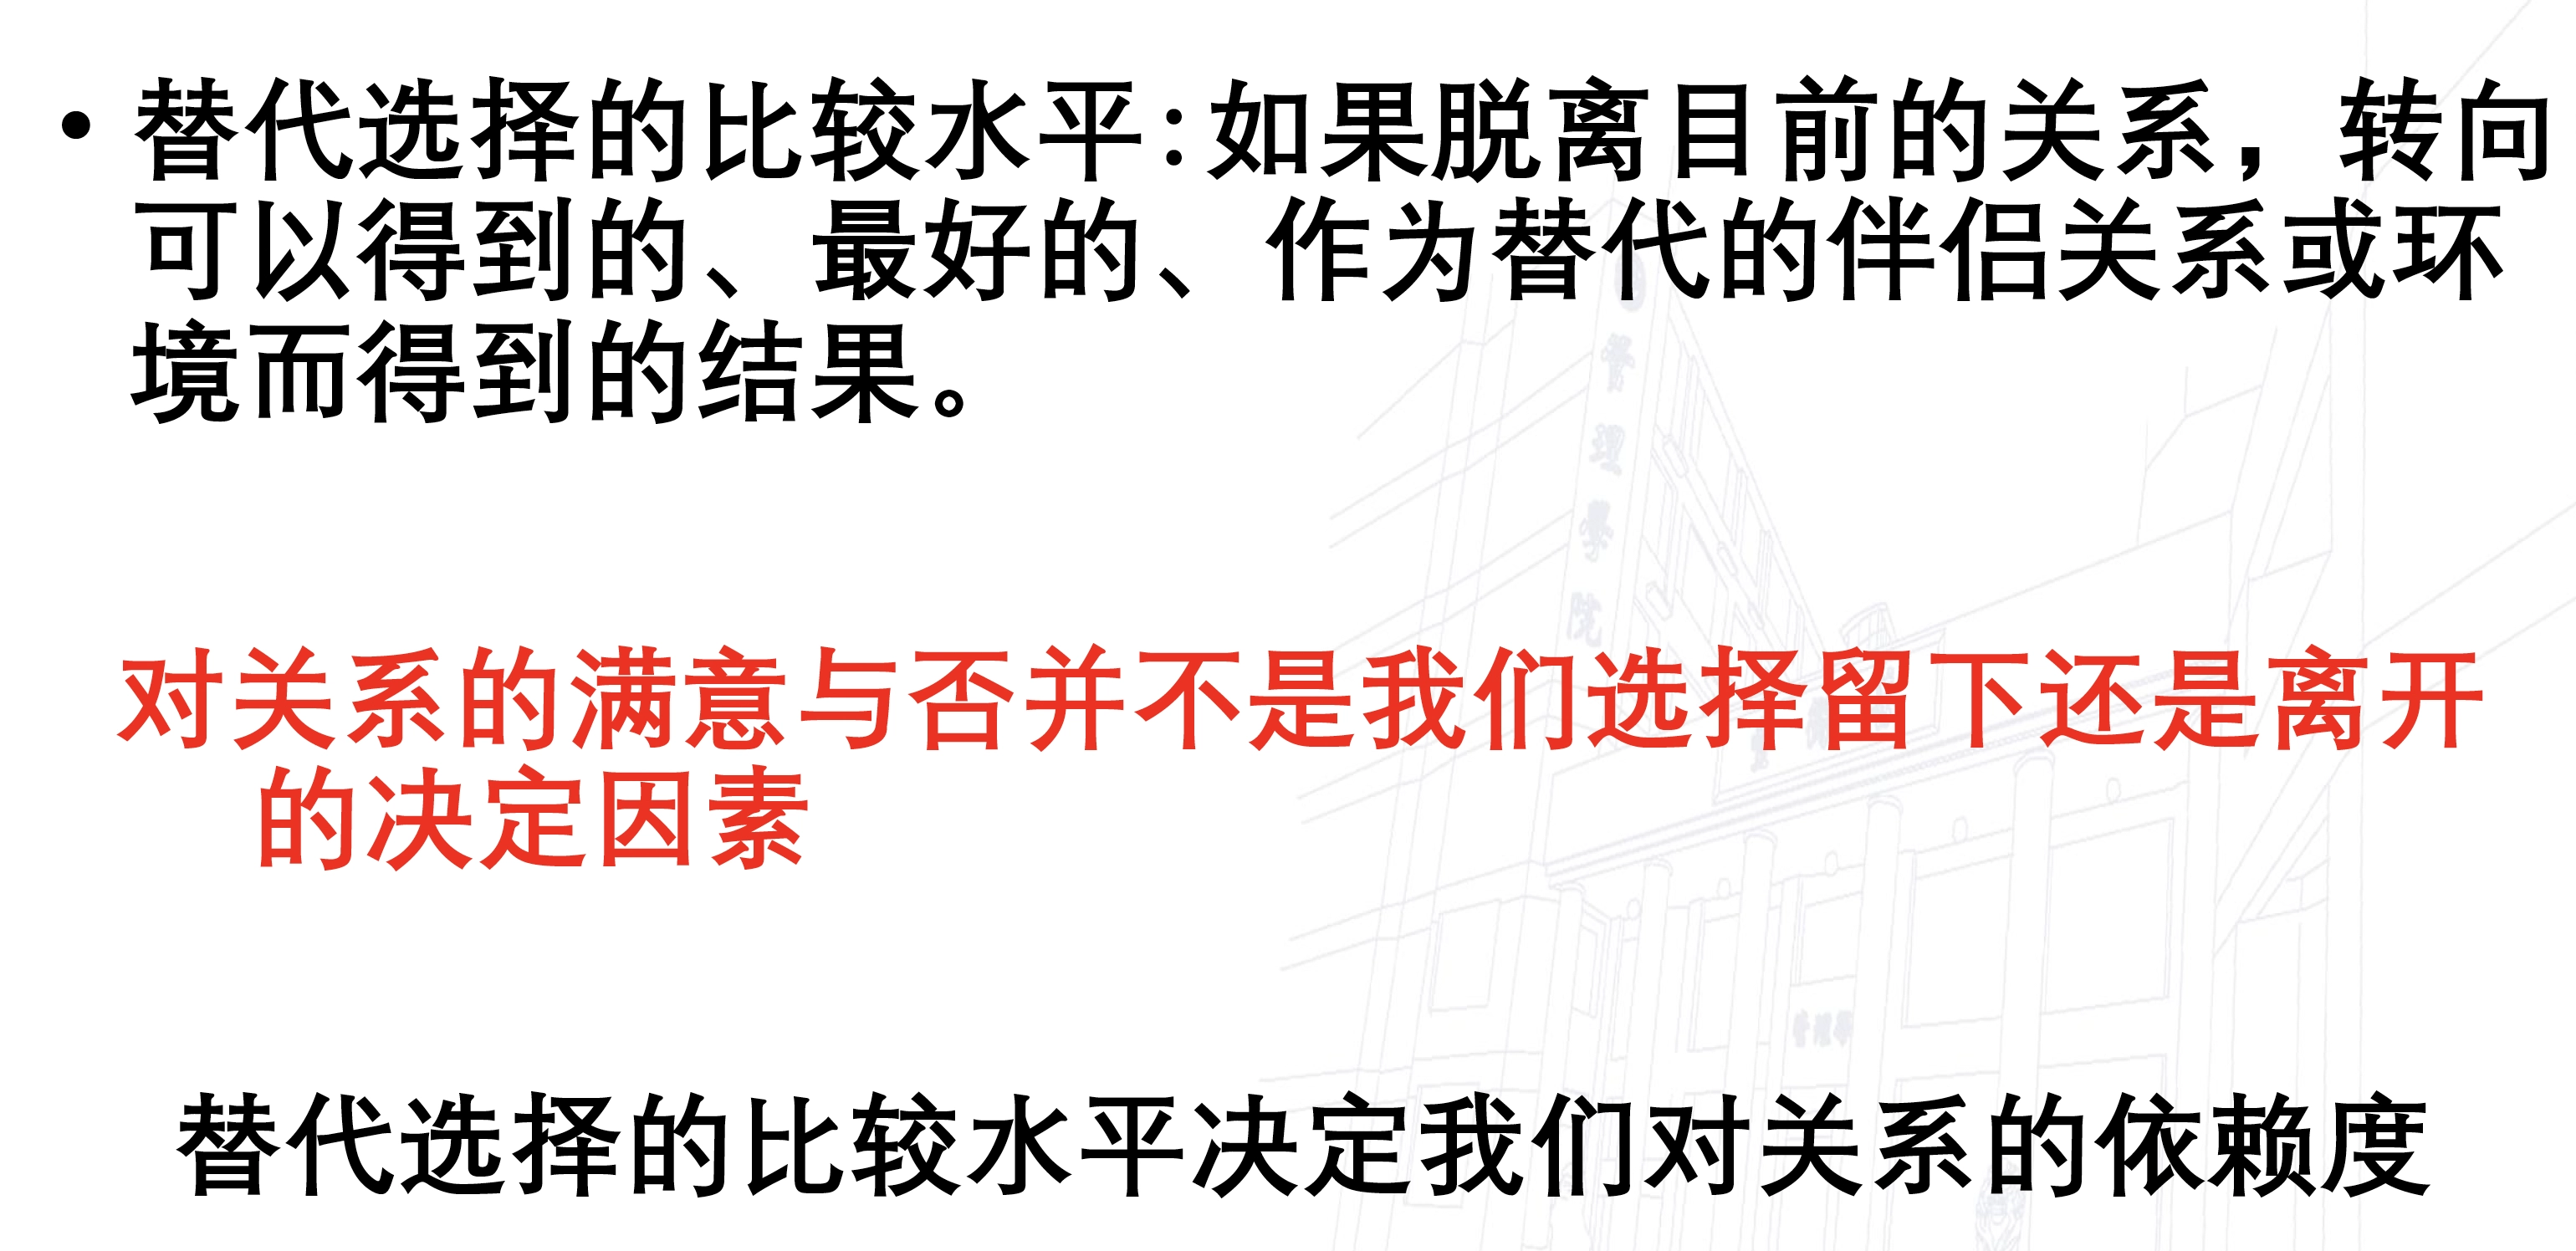 • 替代选择的比较水平:如果脱离目前的关系，转向
可以得到的、最好的、作为替代的伴侣关系或环
境而得到的结果。
对关系的满意与否并不是我们选择留下还是离开
的决定因素
替代选择的比较水平决定我们对关系的依赖度
管
理
學
院